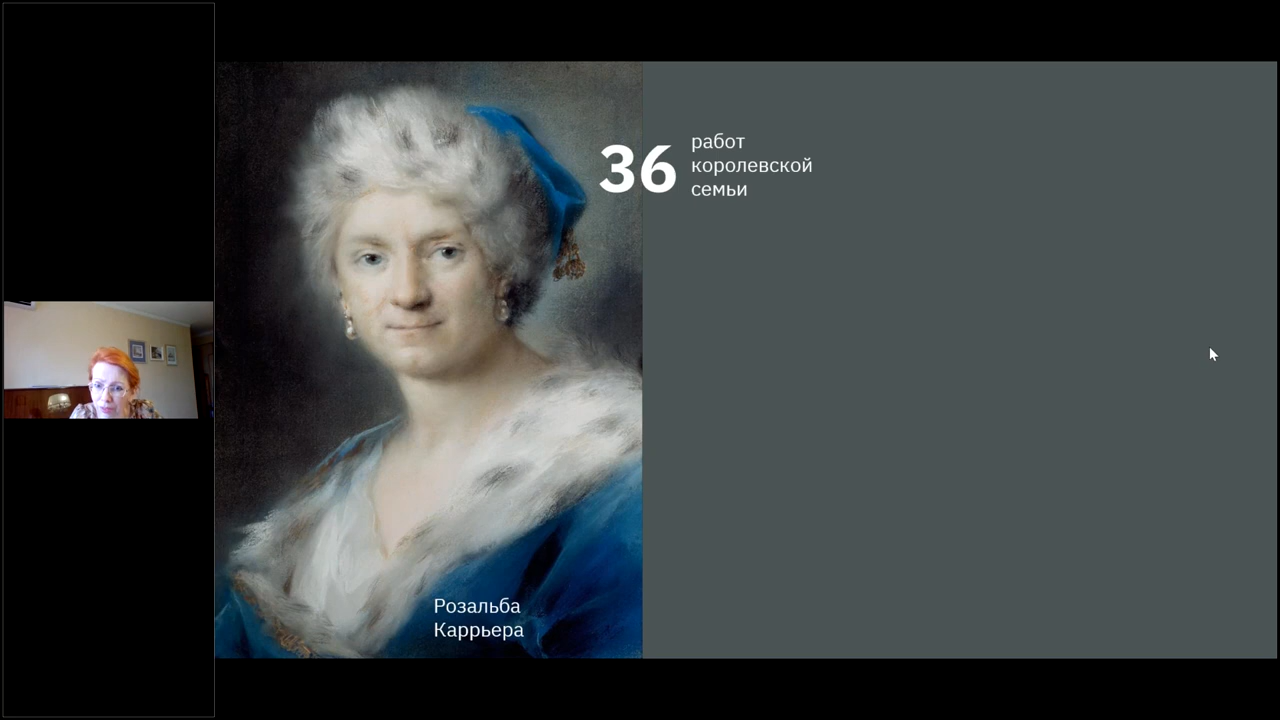 36
работ
королевской
семьи
Розальба
Каррьера